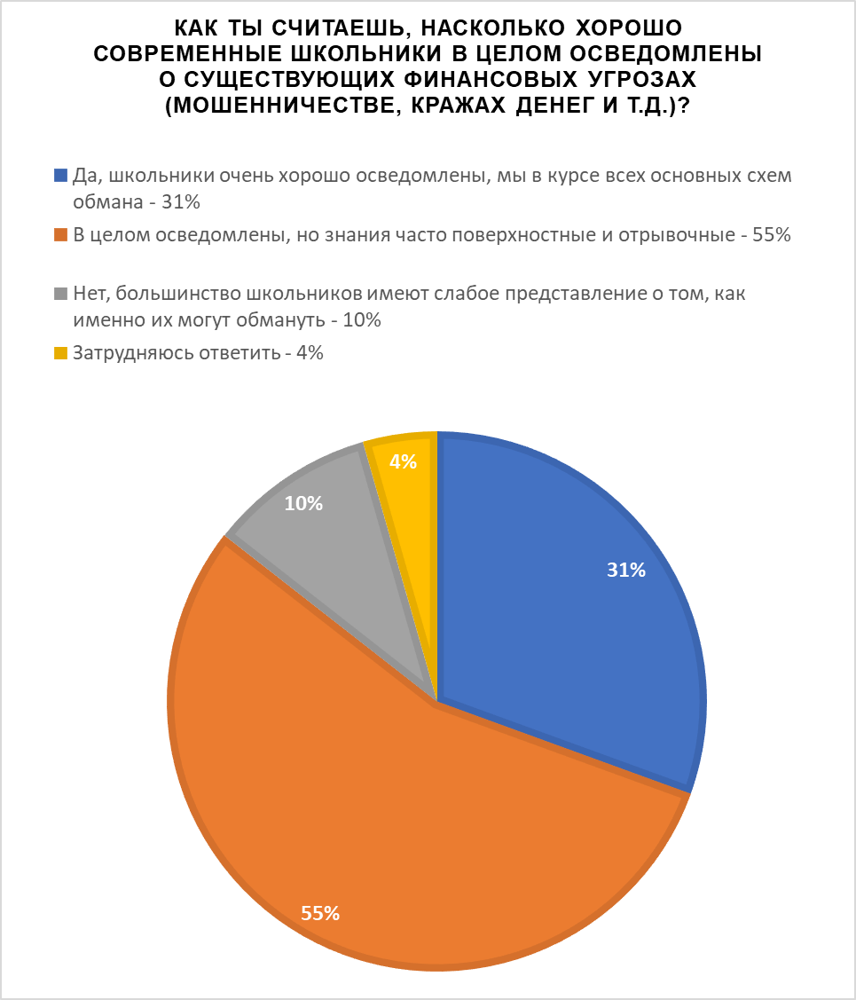 КАК ТЫ СЧИТАЕШЬ, НАСКОЛЬКО ХОРОШО
СОВРЕМЕННЫЕ ШКОЛЬНИКИ В ЦЕЛОМ ОСВЕДОМЛЕНЫ
О СУЩЕСТВУЮЩИХ ФИНАНСОВЫХ УГРОЗАХ
(МОШЕННИЧЕСТВЕ, КРАЖАХ ДЕНЕГ И Т.Д.)?
Да, школьники очень хорошо осведомлены, мы в курсе всех основных схем
обмана - 31%
В целом осведомлены, но знания часто поверхностные и отрывочные - 55%
Нет, большинство школьников имеют слабое представление о том, как
именно их могут обмануть - 10%
Затрудняюсь ответить - 4%
4%
10%
31%
55%